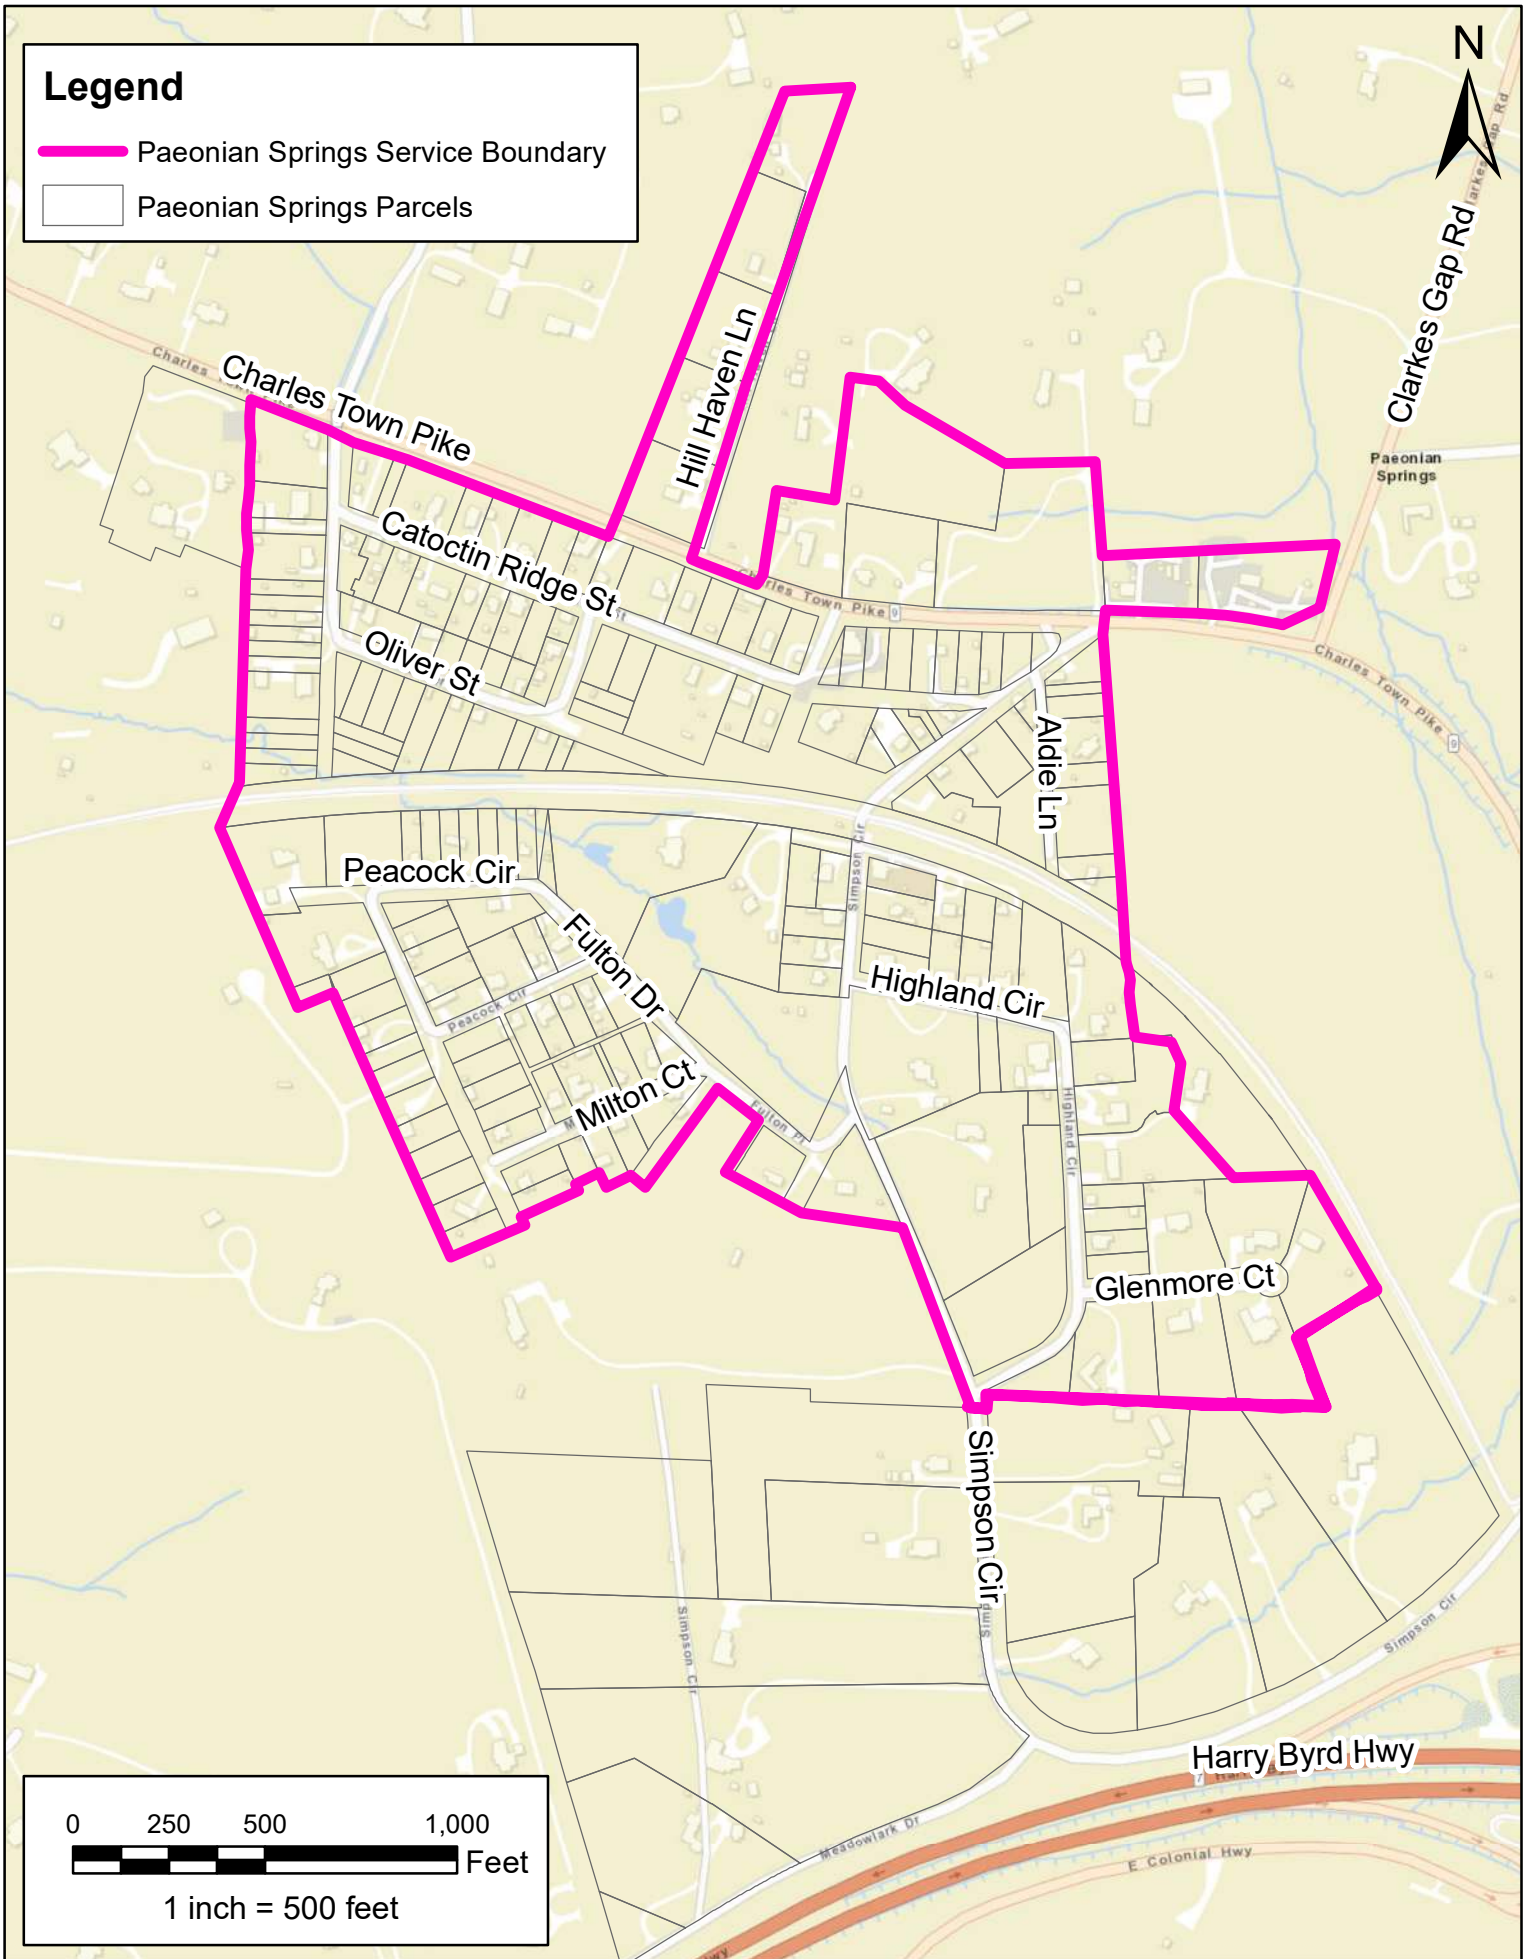 N
Legend
Paeonian Springs Service Boundary
Paeonian Springs Parcels
Clarkes Gap Rd
Charles Town Pike
Hill Haven Ln
Paeonian
Springs
Catoctin Ridge St
Charles Town Pike
9
Oliver St
Charles Town Pike
9
Aldie Ln
Peacock Cir
Simpson Cir
Fulton Dr
Highland Cir
Peacock Cir
Milton Ct
Fulton Dr
Highland Cir
Glenmore Ct
Simpson Cir
Simpson Cir
Simpson Cir
Harry Byrd Hwy
7
Meadowlark Dr
E Colonial Hwy
0 250 500 1,000
Feet
1 inch = 500 feet